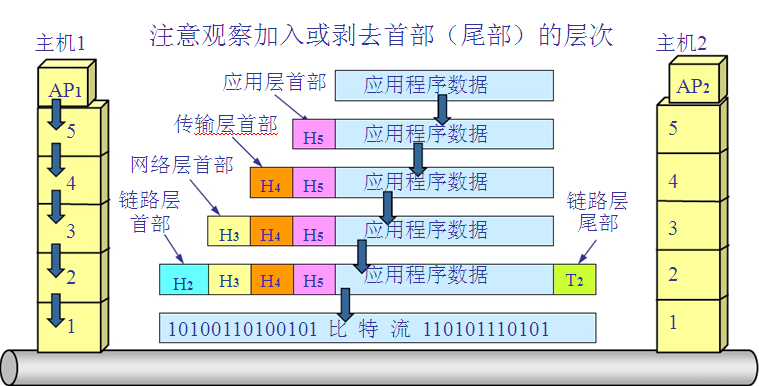 注意观察加入或剥去首部（尾部）的层次
主机1
主机2
AP1
AP2
应用层首部
应用程序数据
5
H5 应用程序数据
5
传输层首部
4
H4 H5 应用程序数据
4
网络层首部
3
H3 H4 H5 应用程序数据
3
链路层
首部
链路层
尾部
2
H2 H3 H4 H5 应用程序数据 T2
2
1
10100110100101 比 特 流 110101110101
1